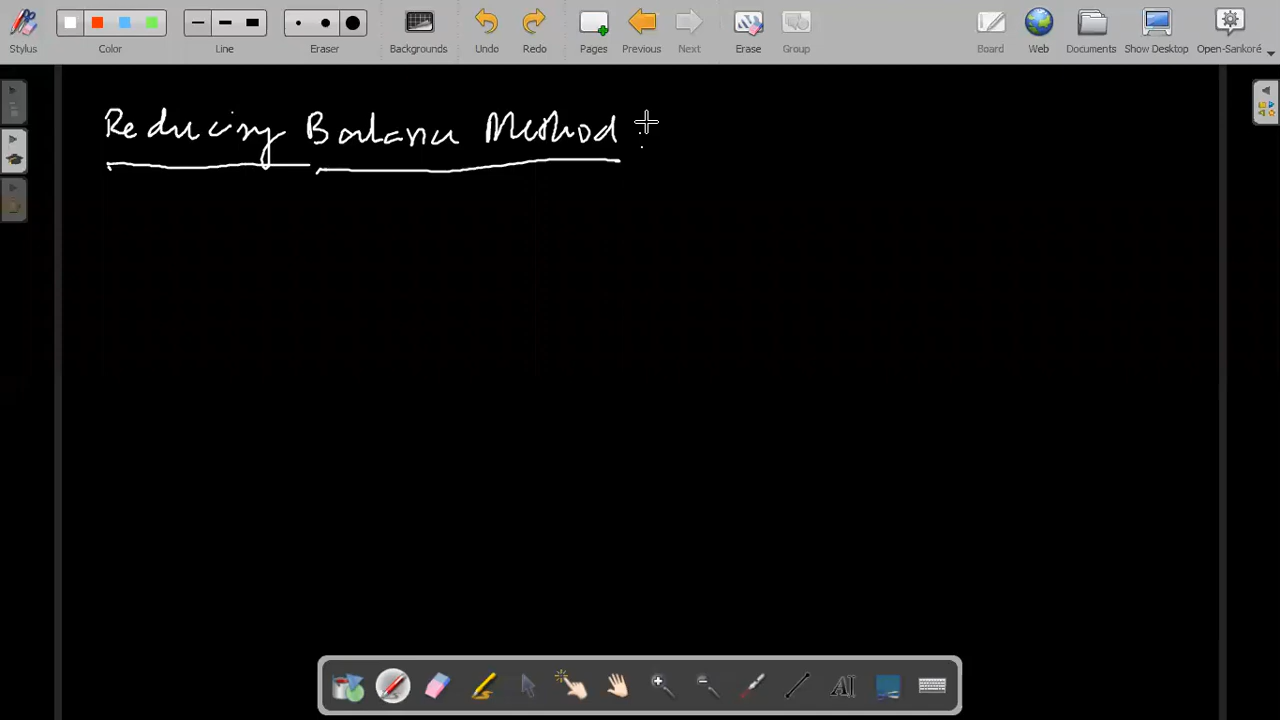 Stylus Color Line Eraser Backgrounds Undo Redo Pages Previous Next Erase Group Board Web Documents Show Desktop Open-Sankoré
Reducing Balance Method :
AI